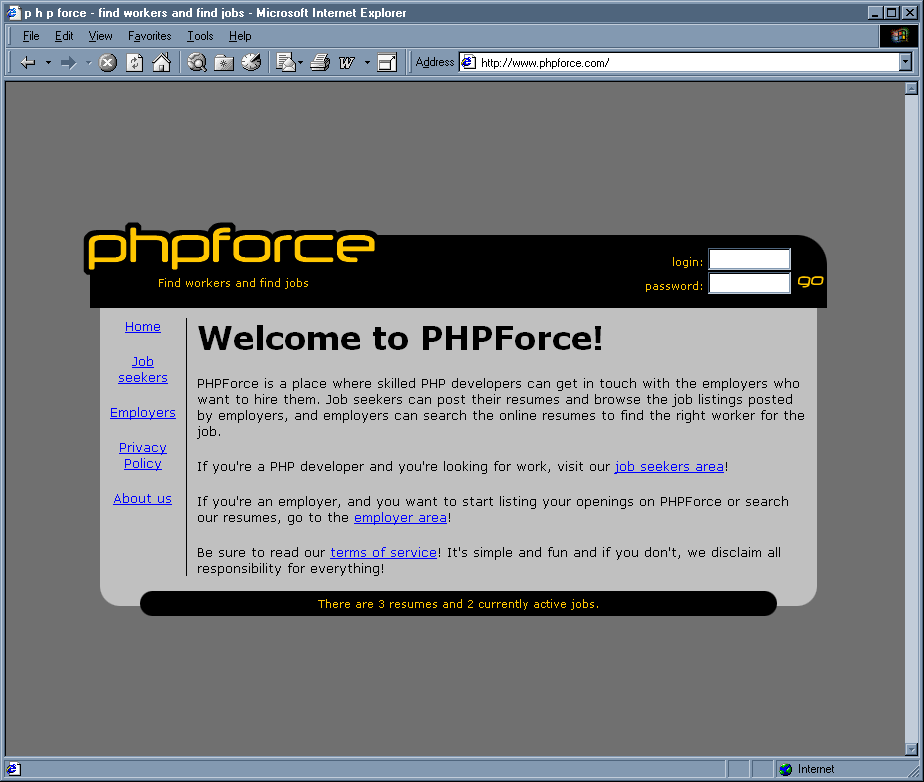 p h p force - find workers and find jobs - Microsoft Internet Explorer
File Edit View Favorites Tools Help
Address http://www.phpforce.com/
phpforce
Find workers and find jobs
login:
password:
go
Home
Job
seekers
Employers
Privacy
Policy
About us
Welcome to PHPForce!
PHPForce is a place where skilled PHP developers can get in touch with the employers who
want to hire them. Job seekers can post their resumes and browse the job listings posted
by employers, and employers can search the online resumes to find the right worker for the
job.
If you're a PHP developer and you're looking for work, visit our job seekers area!
If you're an employer, and you want to start listing your openings on PHPForce or search
our resumes, go to the employer area!
Be sure to read our terms of service! It's simple and fun and if you don't, we disclaim all
responsibility for everything!
There are 3 resumes and 2 currently active jobs.
Internet